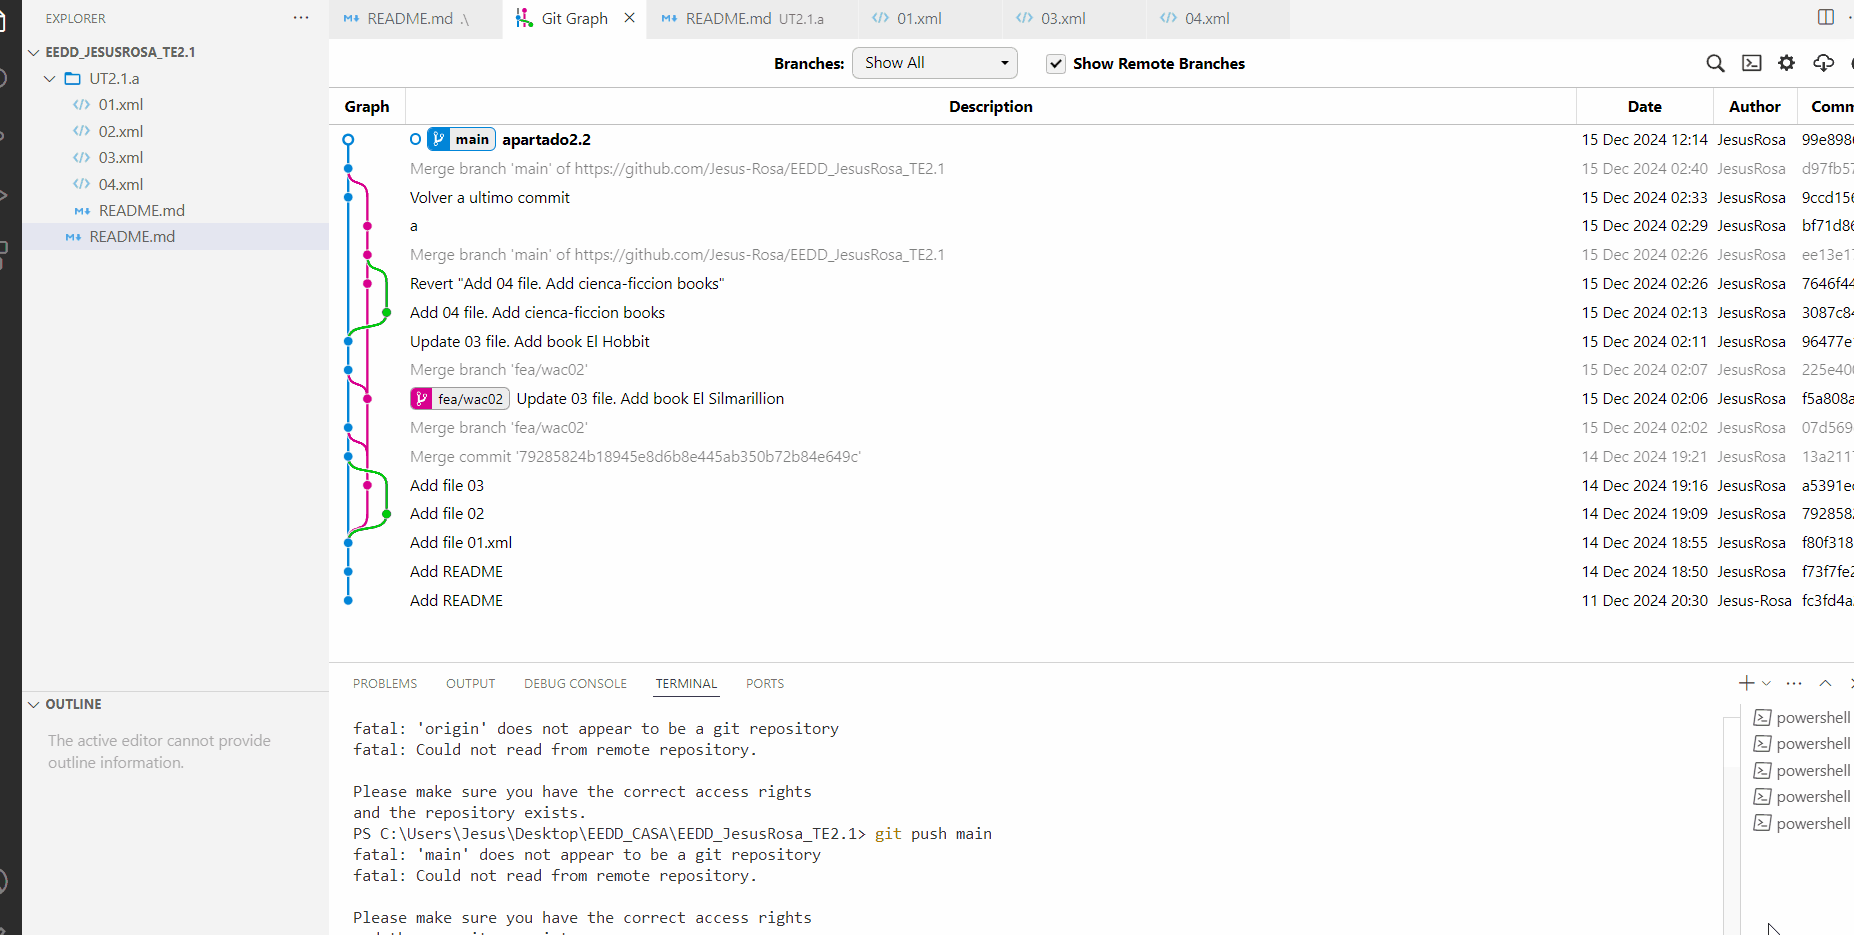 EXPLORER
EEDD_JESUSROSA_TE2.1
UT2.1.a
01.xml
02.xml
03.xml
04.xml
README.md
README.md
OUTLINE
The active editor cannot provide
outline information.
README.md .\
Git Graph
README.md UT2.1.a
01.xml
03.xml
04.xml
Branches: Show All Show Remote Branches
Graph Description Date Author Comm
main apartado2.2 15 Dec 2024 12:14 JesusRosa 99e898
Merge branch 'main' of https://github.com/Jesus-Rosa/EEDD_JesusRosa_TE2.1 15 Dec 2024 02:40 JesusRosa d97fb57
Volver a ultimo commit 15 Dec 2024 02:33 JesusRosa 9ccd156
a 15 Dec 2024 02:29 JesusRosa bf71d86
Merge branch 'main' of https://github.com/Jesus-Rosa/EEDD_JesusRosa_TE2.1 15 Dec 2024 02:26 JesusRosa ee13e17
Revert "Add 04 file. Add cienca-ficcion books" 15 Dec 2024 02:26 JesusRosa 7646f44
Add 04 file. Add cienca-ficcion books 15 Dec 2024 02:13 JesusRosa 3087c84
Update 03 file. Add book El Hobbit 15 Dec 2024 02:11 JesusRosa 96477e
Merge branch 'fea/wac02' 15 Dec 2024 02:07 JesusRosa 225e40
fea/wac02 Update 03 file. Add book El Silmarillion 15 Dec 2024 02:06 JesusRosa f5a808a
Merge branch 'fea/wac02' 15 Dec 2024 02:02 JesusRosa 07d569
Merge commit '79285824b18945e8d6b8e445ab350b72b84e649c' 14 Dec 2024 19:21 JesusRosa 13a2117
Add file 03 14 Dec 2024 19:16 JesusRosa a5391e
Add file 02 14 Dec 2024 19:09 JesusRosa 7928582
Add file 01.xml 14 Dec 2024 18:55 JesusRosa f80f318
Add README 14 Dec 2024 18:50 JesusRosa f73f7fe2
Add README 11 Dec 2024 20:30 Jesus-Rosa fc3fd4a
PROBLEMS OUTPUT DEBUG CONSOLE TERMINAL PORTS
fatal: 'origin' does not appear to be a git repository
fatal: Could not read from remote repository.
Please make sure you have the correct access rights
and the repository exists.
PS C:\Users\Jesus\Desktop\EEDD_CASA\EEDD_JesusRosa_TE2.1> git push main
fatal: 'main' does not appear to be a git repository
fatal: Could not read from remote repository.
Please make sure you have the correct access rights
powershell
powershell
powershell
powershell
powershell